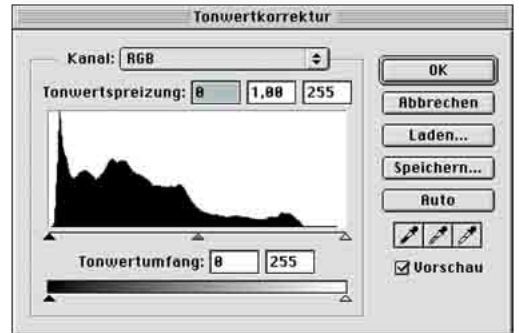 Tonwertkorrektur
Kanal: RGB
Tonwertspreizung: 0 1,00 255
Tonwertumfang: 0 255
OK
Abbrechen
Laden...
Speichern...
Auto
Vorschau